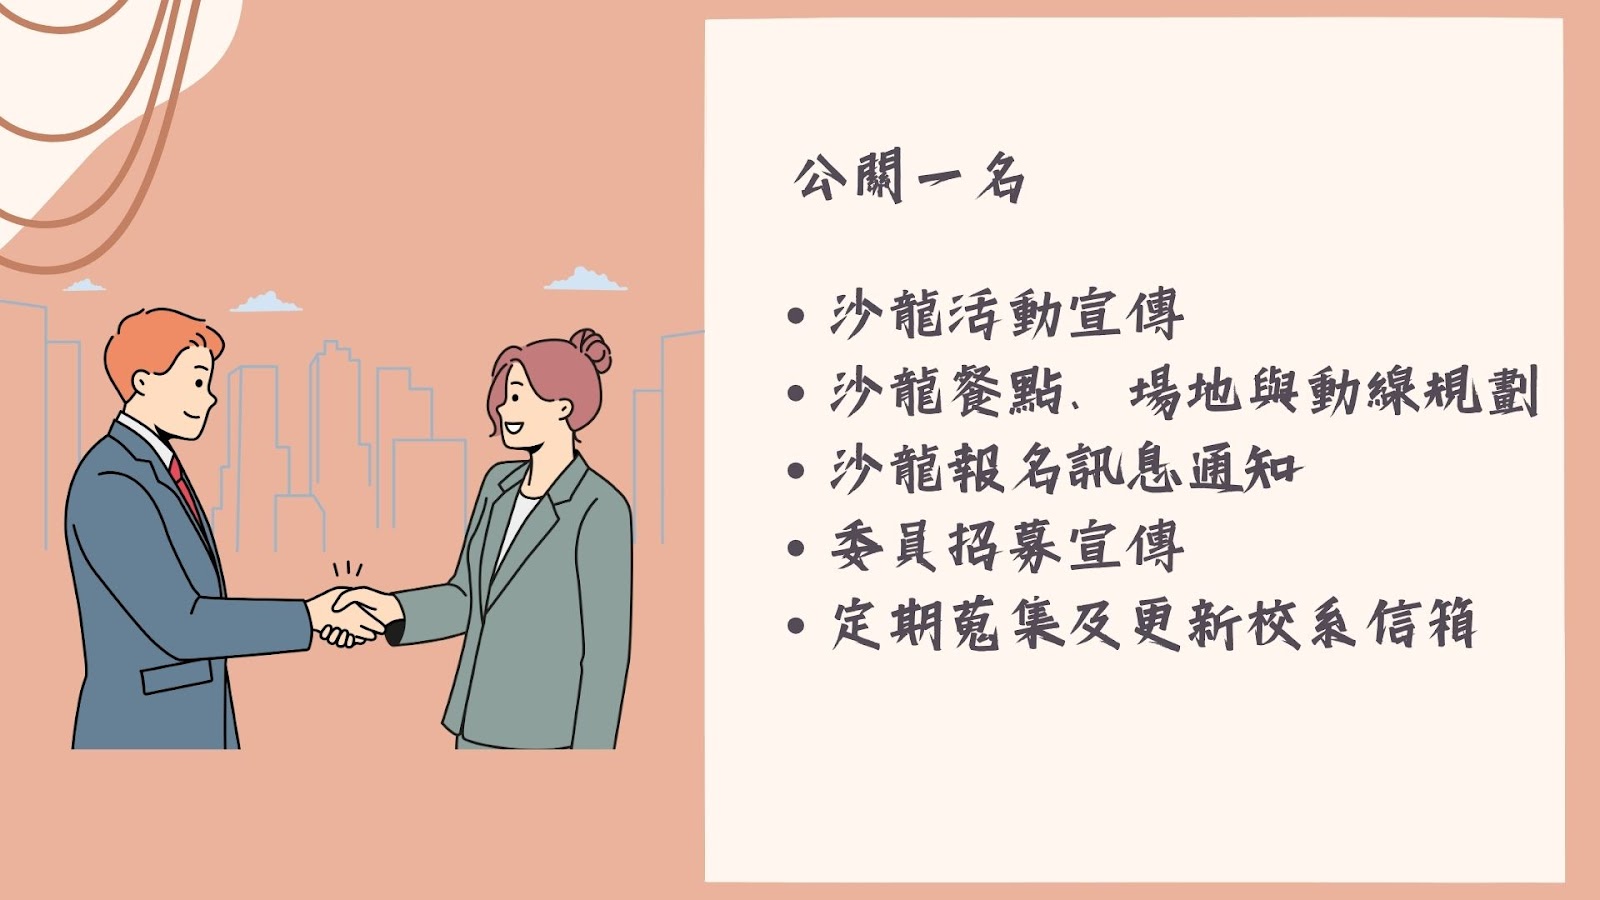 公關一名
• 沙龍活動宣傳
• 沙龍餐點、場地與動線規劃
• 沙龍報名訊息通知
• 委員招募宣傳
• 定期蒐集及更新校系信箱